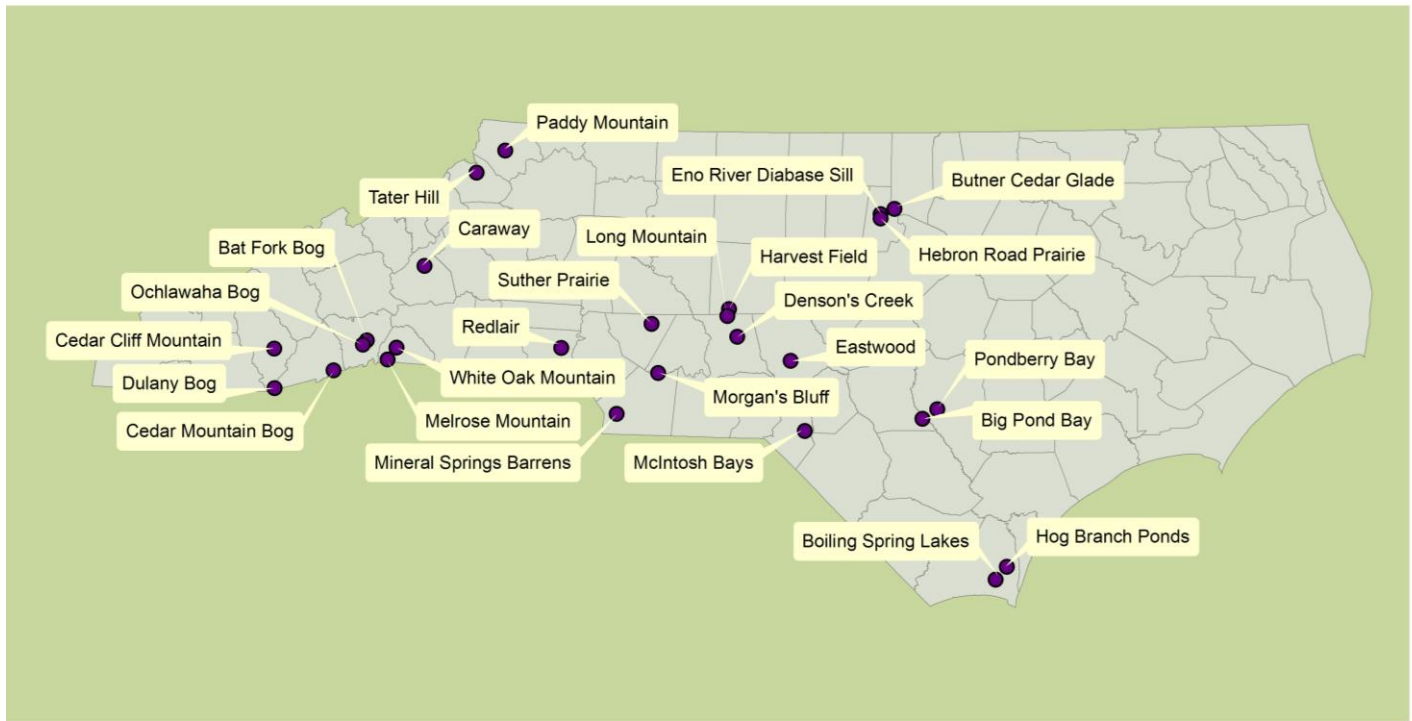 Paddy Mountain
Eno River Diabase Sill
Butner Cedar Glade
Tater Hill
Caraway
Long Mountain
Bat Fork Bog
Harvest Field
Hebron Road Prairie
Suther Prairie
Ochlawaha Bog
Denson's Creek
Redlair
Cedar Cliff Mountain
Eastwood
Pondberry Bay
White Oak Mountain
Dulany Bog
Morgan's Bluff
Big Pond Bay
Melrose Mountain
Cedar Mountain Bog
Mineral Springs Barrens
McIntosh Bays
Boiling Spring Lakes
Hog Branch Ponds